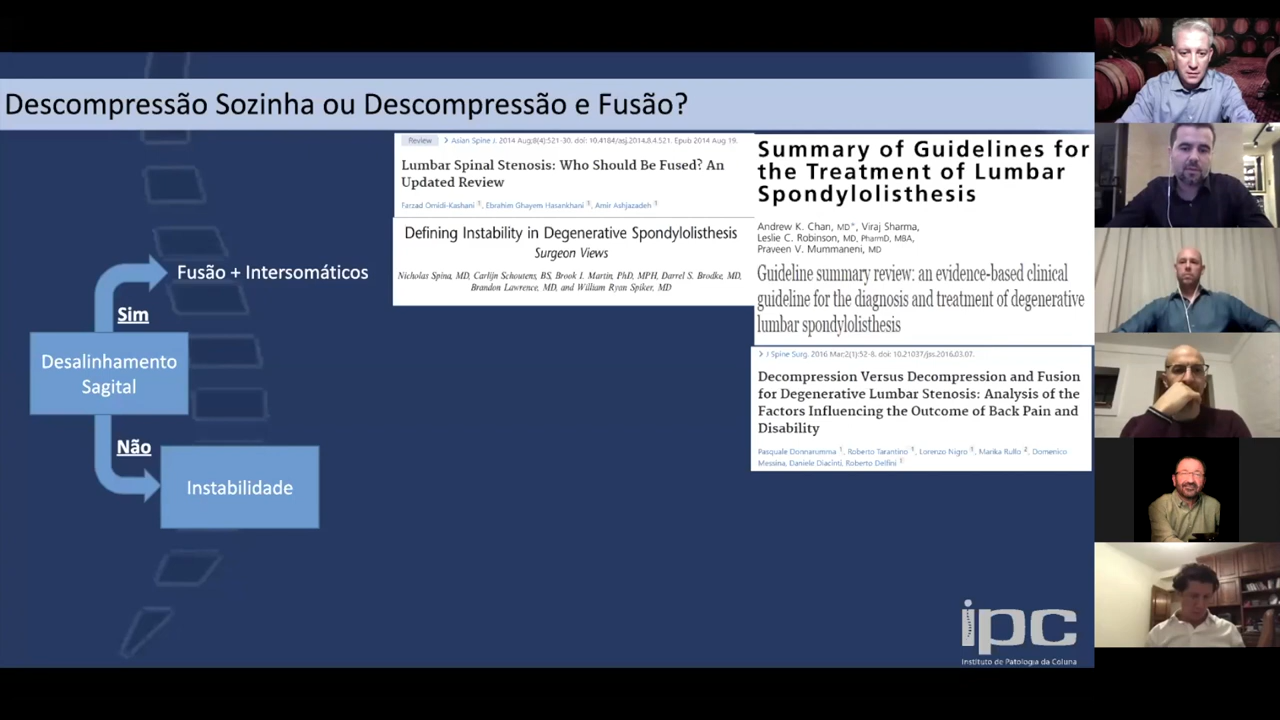 Descompressão Sozinha ou Descompressão e Fusão?
Review
Asian Spine J. 2014 Aug;8(4):521-30. doi: 10.4184/asj.2014.8.4.521. Epub 2014 Aug 19.
Lumbar Spinal Stenosis: Who Should Be Fused? An
Updated Review
Farzad Omidi-Kashani 1, Ebrahim Ghayem Hasankhani 1, Amir Ashjazadeh 1
Defining Instability in Degenerative Spondylolisthesis
Surgeon Views
Nicholas Spina, MD, Carlijn Schoutens, BS, Brook I. Martin, PhD, MPH, Darrel S. Brodke, MD,
Brandon Lawrence, MD, and William Ryan Spiker, MD
Summary of Guidelines for
the Treatment of Lumbar
Spondylolisthesis
Andrew K. Chan, MD*, Viraj Sharma,
Leslie C. Robinson, MD, PharmD, MBA,
Praveen V. Mummaneni, MD
Guideline summary review: an evidence-based clinical
guideline for the diagnosis and treatment of degenerative
lumbar spondylolisthesis
J Spine Surg. 2016 Mar;2(1):52-8. doi: 10.21037/jss.2016.03.07.
Decompression Versus Decompression and Fusion
for Degenerative Lumbar Stenosis: Analysis of the
Factors Influencing the Outcome of Back Pain and
Disability
Pasquale Donnarumma 1, Roberto Tarantino 1, Lorenzo Nigro 1, Marika Rullo 2, Domenico
Messina, Daniele Diacinti, Roberto Delfini 1
Fusão + Intersomáticos
Sim
Desalinhamento
Sagital
Não
Instabilidade
ipc
Instituto de Patologia da Coluna